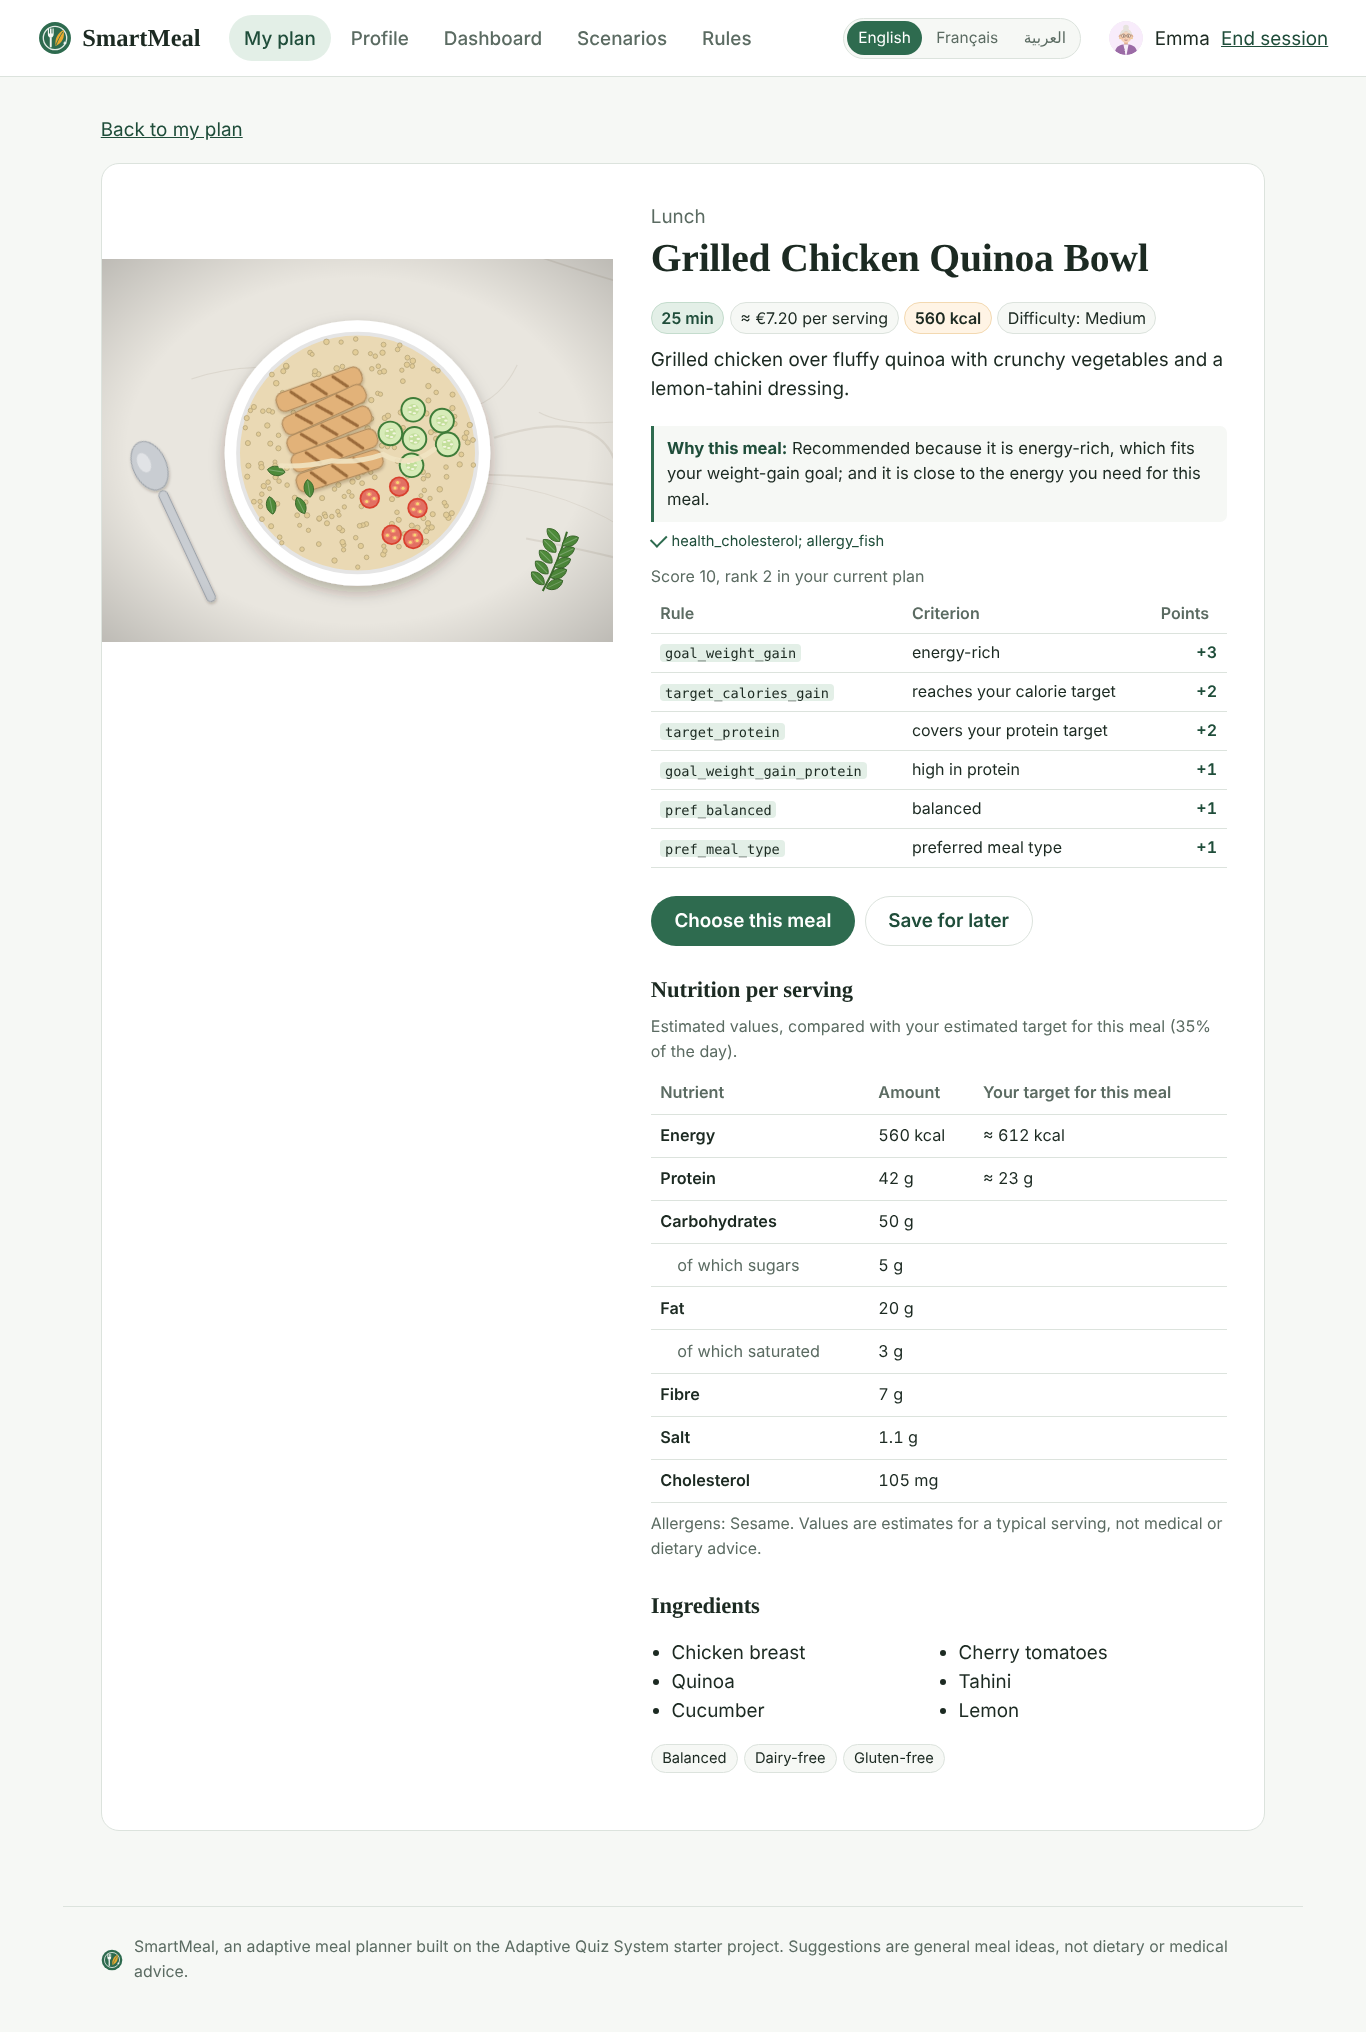 SmartMeal My plan Profile Dashboard Scenarios Rules English Français العربية Emma End session
Back to my plan
Lunch
Grilled Chicken Quinoa Bowl
25 min ≈ €7.20 per serving 560 kcal Difficulty: Medium
Grilled chicken over fluffy quinoa with crunchy vegetables and a
lemon-tahini dressing.
Why this meal: Recommended because it is energy-rich, which fits
your weight-gain goal; and it is close to the energy you need for this
meal.
health_cholesterol; allergy_fish
Score 10, rank 2 in your current plan
Rule Criterion Points
goal_weight_gain energy-rich +3
target_calories_gain reaches your calorie target +2
target_protein covers your protein target +2
goal_weight_gain_protein high in protein +1
pref_balanced balanced +1
pref_meal_type preferred meal type +1
Choose this meal Save for later
Nutrition per serving
Estimated values, compared with your estimated target for this meal (35%
of the day).
Nutrient Amount Your target for this meal
Energy 560 kcal ≈ 612 kcal
Protein 42 g ≈ 23 g
Carbohydrates 50 g
of which sugars 5 g
Fat 20 g
of which saturated 3 g
Fibre 7 g
Salt 1.1 g
Cholesterol 105 mg
Allergens: Sesame. Values are estimates for a typical serving, not medical or
dietary advice.
Ingredients
• Chicken breast
• Quinoa
• Cucumber
• Cherry tomatoes
• Tahini
• Lemon
Balanced Dairy-free Gluten-free
SmartMeal, an adaptive meal planner built on the Adaptive Quiz System starter project. Suggestions are general meal ideas, not dietary or medical
advice.